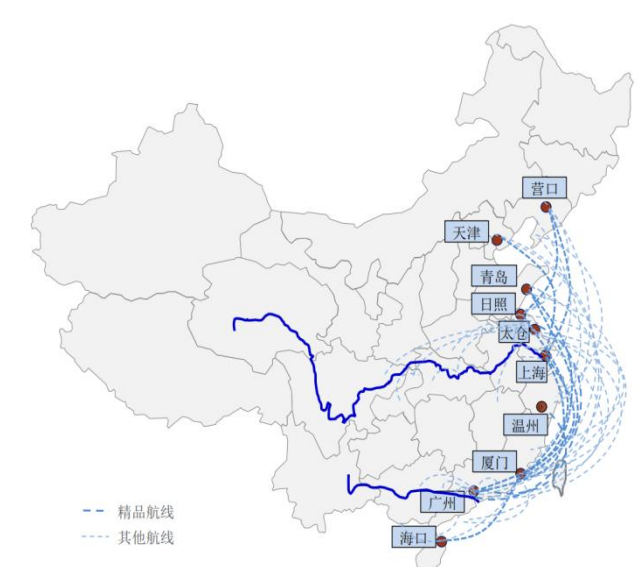 营口
天津
青岛
日照
太仓
上海
温州
厦门
广州
海口
精品航线
其他航线